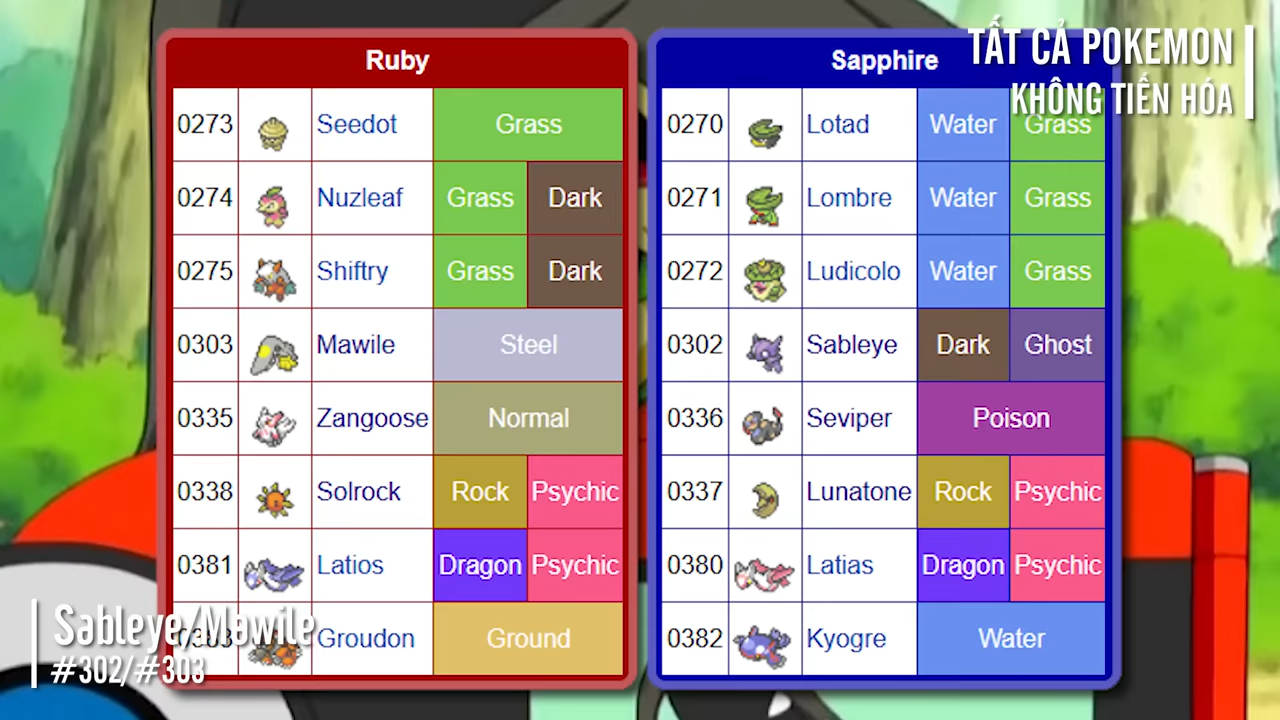 Ruby
0273 Seedot Grass
0274 Nuzleaf Grass Dark
0275 Shiftry Grass Dark
0303 Mawile Steel
0335 Zangoose Normal
0338 Solrock Rock Psychic
0381 Latios Dragon Psychic
0383 Groudon Ground
Sapphire
0270 Lotad Water Grass
0271 Lombre Water Grass
0272 Ludicolo Water Grass
0302 Sableye Dark Ghost
0336 Seviper Poison
0337 Lunatone Rock Psychic
0380 Latias Dragon Psychic
0382 Kyogre Water
TẤT CẢ POKEMON
KHÔNG TIẾN HÓA
Sableye/Mawile
#302/#303